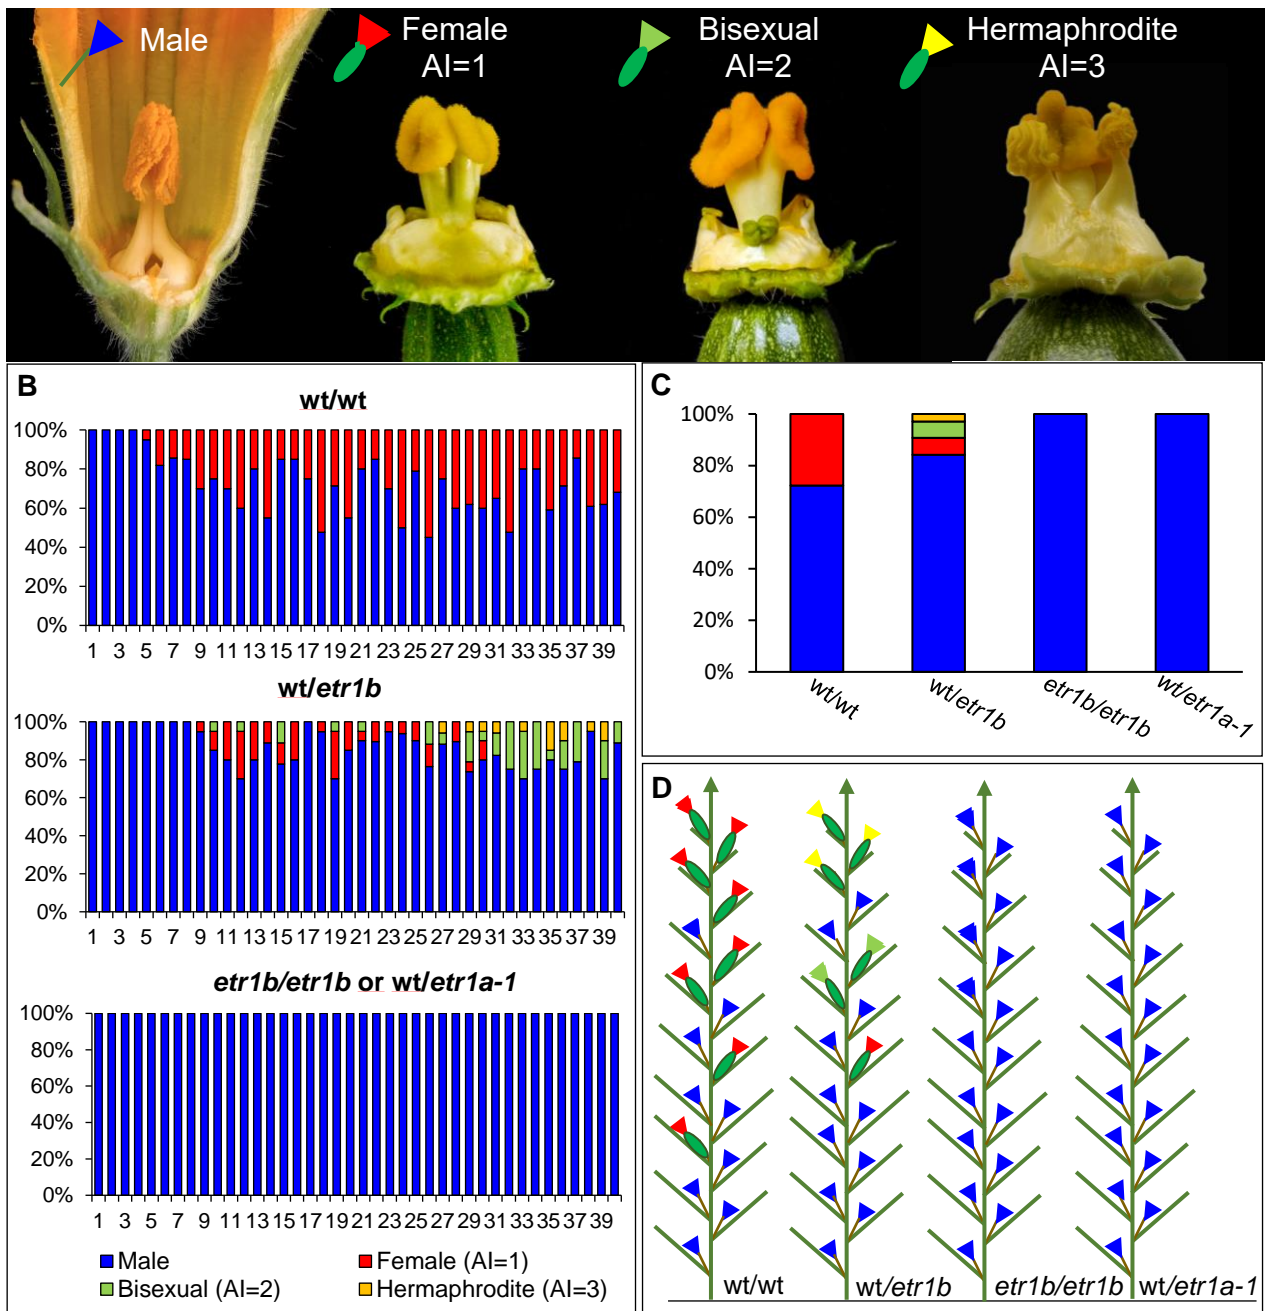 Male
Female
AI=1
Bisexual
AI=2
Hermaphrodite
AI=3
B
wt/wt
100%
80%
60%
40%
20%
0%
1 3 5 7 9 11 13 15 17 19 21 23 25 27 29 31 33 35 37 39
wt/etr1b
100%
80%
60%
40%
20%
0%
1 3 5 7 9 11 13 15 17 19 21 23 25 27 29 31 33 35 37 39
etr1b/etr1b or wt/etr1a-1
100%
80%
60%
40%
20%
0%
1 3 5 7 9 11 13 15 17 19 21 23 25 27 29 31 33 35 37 39
Male
Female (AI=1)
Bisexual (AI=2)
Hermaphrodite (AI=3)
C
100%
80%
60%
40%
20%
0%
wt/wt
wt/etr1b
etr1b/etr1b
wt/etr1a-1
D
wt/wt
wt/etr1b
etr1b/etr1b
wt/etr1a-1